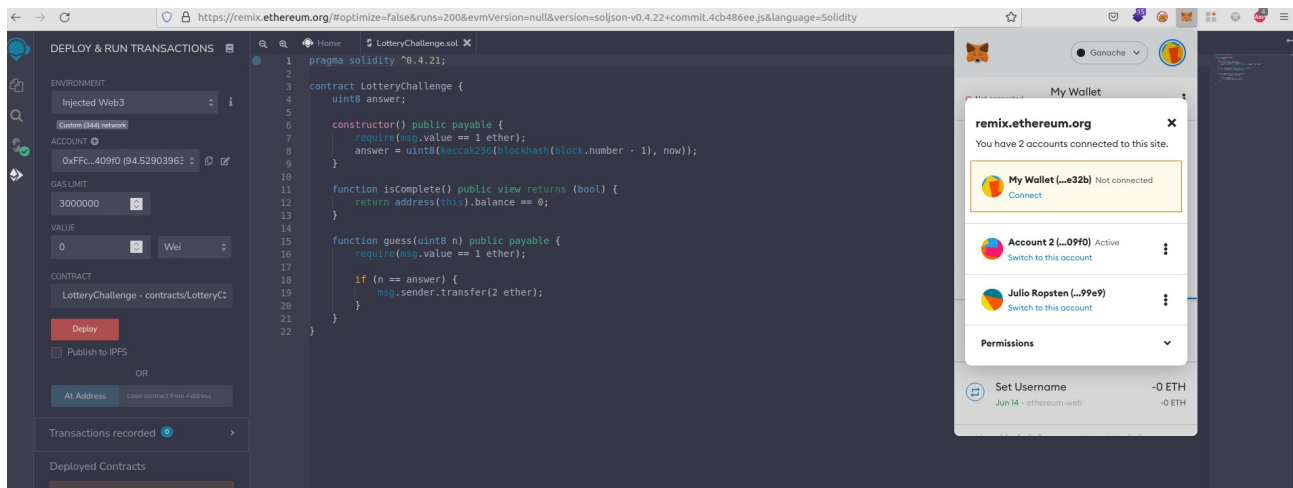 https://remix.ethereum.org/#optimize=false&runs=200&evmVersion=null&version=soljson-v0.4.22+commit.4cb486ee.js&language=Solidity
15
4
ABP
DEPLOY & RUN TRANSACTIONS
ENVIRONMENT
Injected Web3
i
Custom (344) network
ACCOUNT
0xFFc...409f0 (94.5290396
GAS LIMIT
3000000
VALUE
0
Wei
CONTRACT
LotteryChallenge - contracts/LotteryC
Deploy
Publish to IPFS
OR
At Address
Load contract from Address
Transactions recorded 0
Deployed Contracts
Home
LotteryChallenge.sol
1 pragma solidity ^0.4.21;
2
3 contract LotteryChallenge {
4 uint8 answer;
5
6 constructor() public payable {
7 require(msg.value == 1 ether);
8 answer = uint8(keccak256(blockhash(block.number - 1), now));
9 }
10
11 function isComplete() public view returns (bool) {
12 return address(this).balance == 0;
13 }
14
15 function guess(uint8 n) public payable {
16 require(msg.value == 1 ether);
17
18 if (n == answer) {
19 msg.sender.transfer(2 ether);
20 }
21 }
22 }
Ganache
My Wallet
remix.ethereum.org
You have 2 accounts connected to this site.
My Wallet (...e32b) Not connected
Connect
Account 2 (...09f0) Active
Switch to this account
Julio Ropsten (...99e9)
Switch to this account
Permissions
Set Username -0 ETH
Jun 14 - ethereum-web -0 ETH